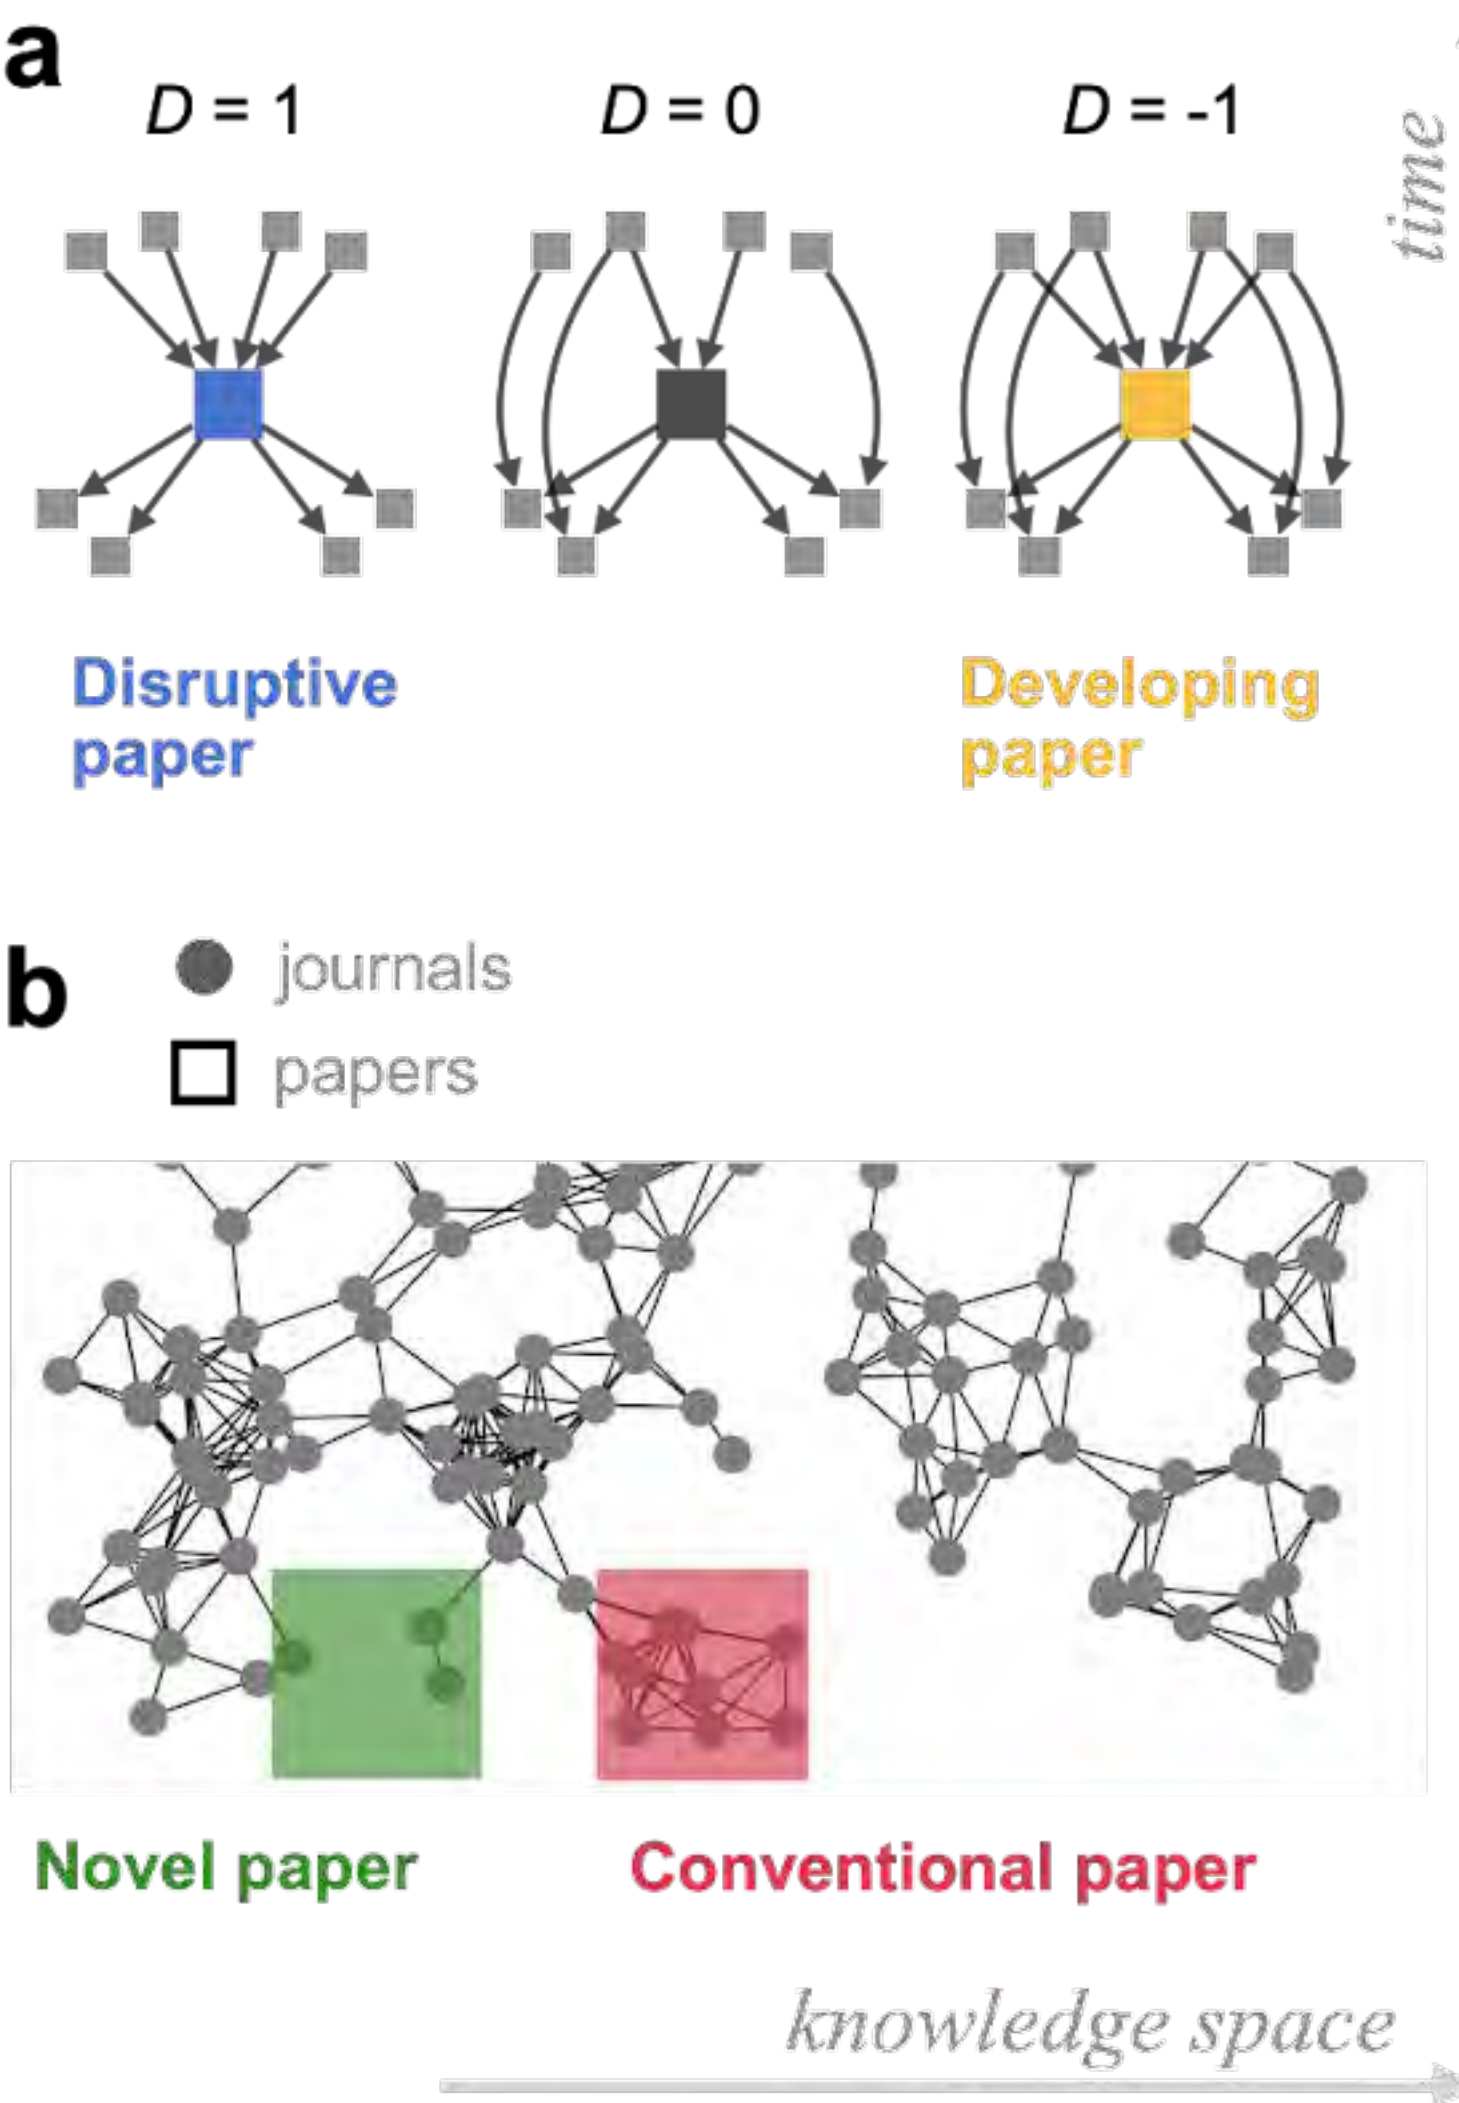 a
D = 1
D = 0
D = -1
time
Disruptive
paper
Developing
paper
b
journals
papers
Novel paper
Conventional paper
knowledge space